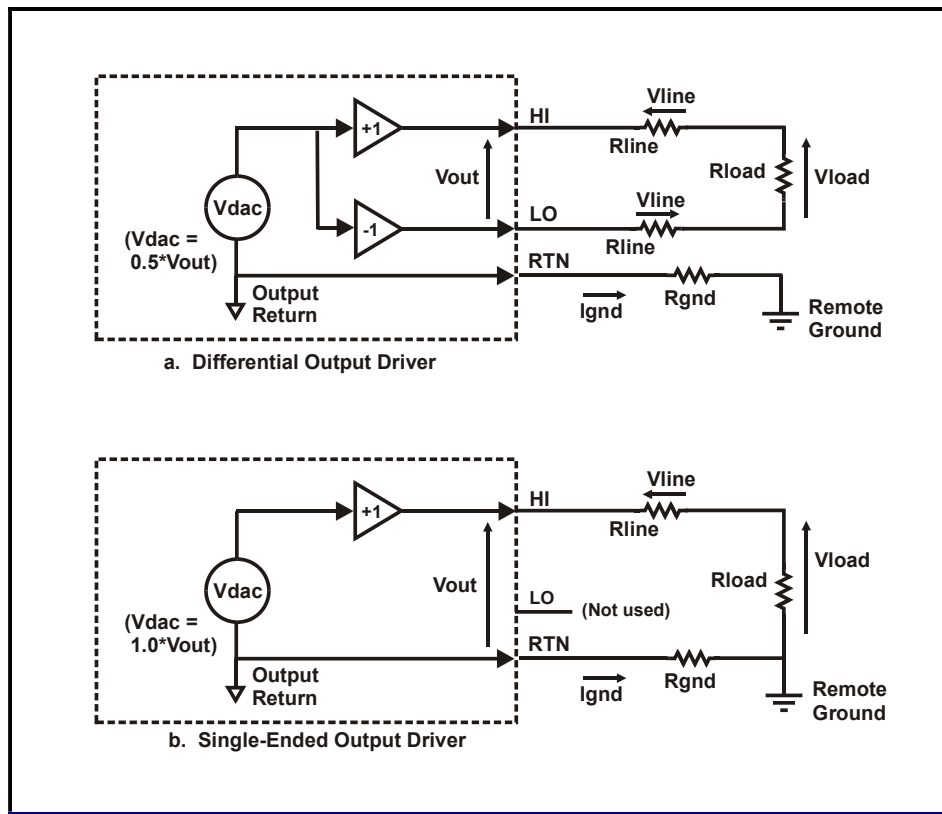 Vline
+1
HI
Rline
Rload
Vload
Vout
Vdac
Vline
-1
LO
Rline
(Vdac =
0.5*Vout)
RTN
Output
Return
Ignd
Rgnd
Remote
Ground
a. Differential Output Driver
Vline
+1
HI
Rline
Vload
Rload
Vout
Vdac
LO
(Not used)
(Vdac =
1.0*Vout)
RTN
Output
Return
Ignd
Rgnd
Remote
Ground
b. Single-Ended Output Driver